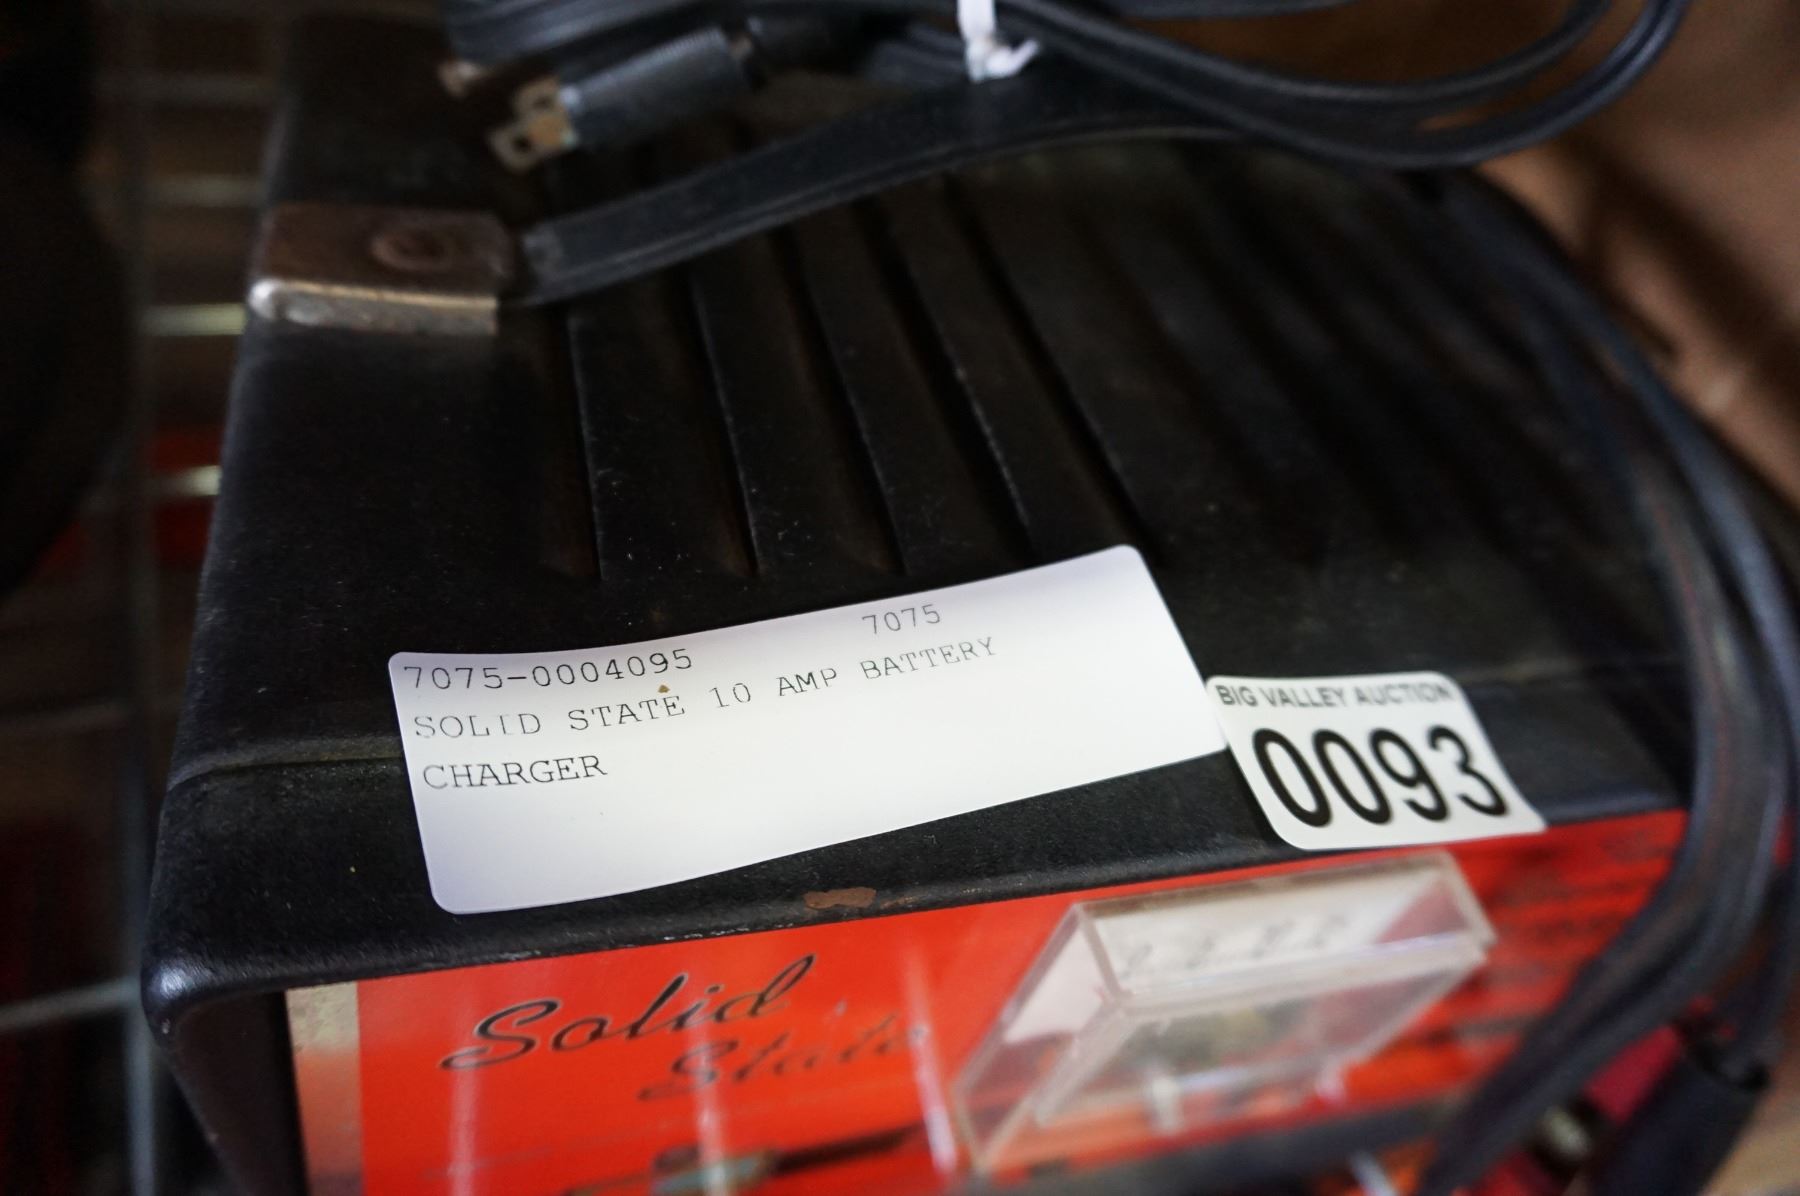 7075-0004095 7075
SOLID STATE 10 AMP BATTERY
CHARGER
BIG VALLEY AUCTION
0093
Solid
State